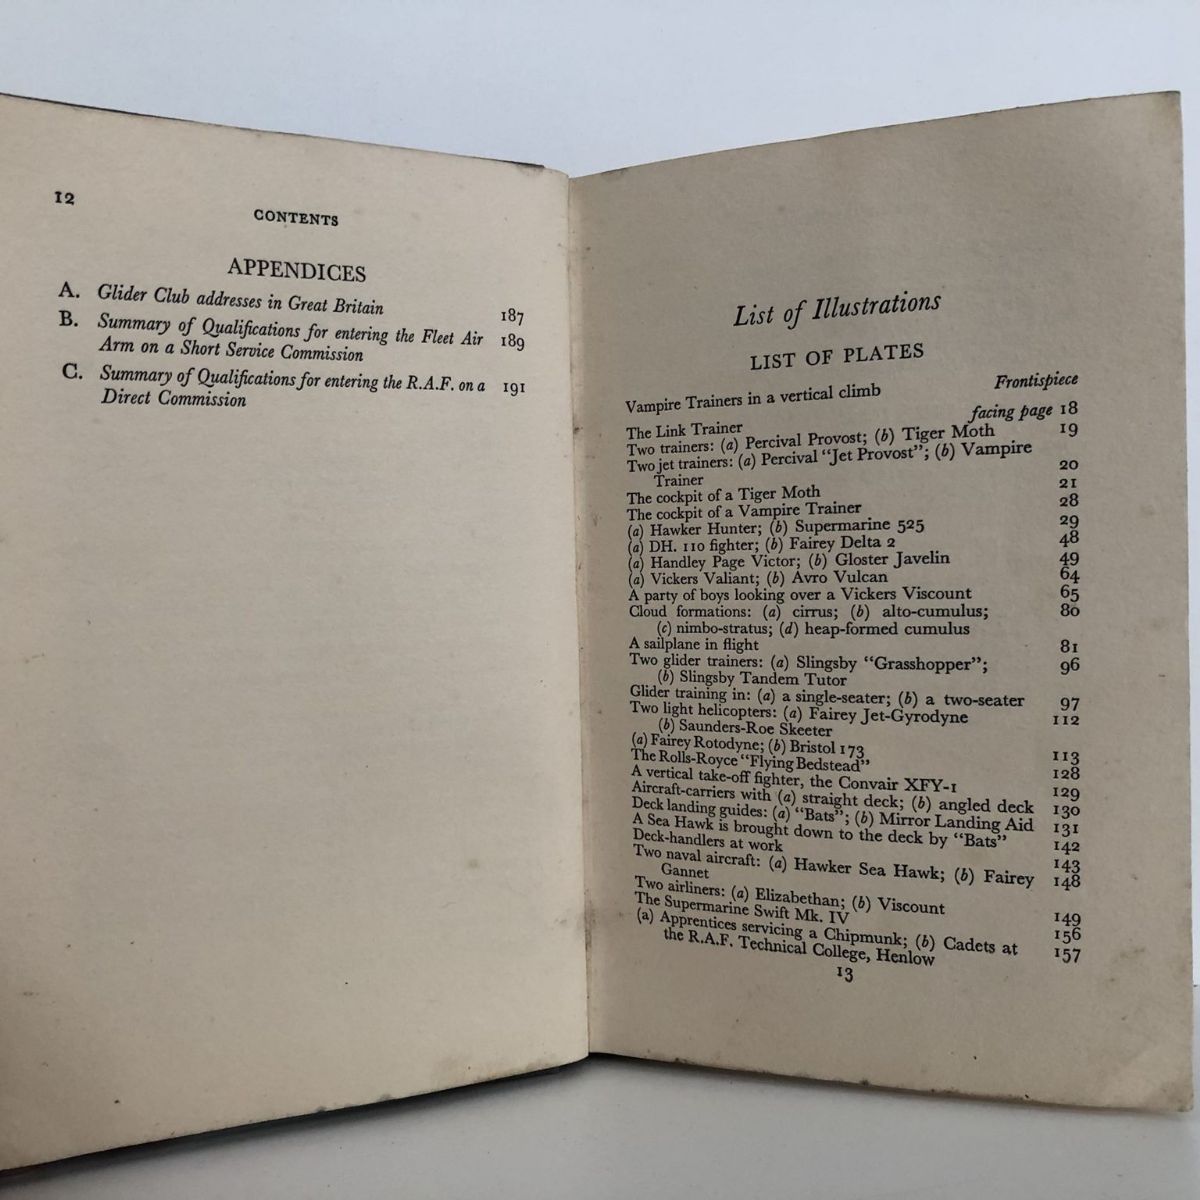 12
CONTENTS
APPENDICES
A. Glider Club addresses in Great Britain 187
B. Summary of Qualifications for entering the Fleet Air
Arm on a Short Service Commission 189
C. Summary of Qualifications for entering the R.A.F. on a
Direct Commission 191
List of Illustrations
LIST OF PLATES
Vampire Trainers in a vertical climb Frontispiece
The Link Trainer facing page 18
Two trainers: (a) Percival Provost; (b) Tiger Moth 19
Two jet trainers: (a) Percival "Jet Provost"; (b) Vampire
Trainer 20
The cockpit of a Tiger Moth 21
The cockpit of a Vampire Trainer 28
(a) Hawker Hunter; (b) Supermarine 525 29
(a) DH. 110 fighter; (b) Fairey Delta 2 48
(a) Handley Page Victor; (b) Gloster Javelin 49
(a) Vickers Valiant; (b) Avro Vulcan 64
A party of boys looking over a Vickers Viscount 65
Cloud formations: (a) cirrus; (b) alto-cumulus; 80
(c) nimbo-stratus; (d) heap-formed cumulus
A sailplane in flight 81
Two glider trainers: (a) Slingsby "Grasshopper"; 96
(b) Slingsby Tandem Tutor
Glider training in: (a) a single-seater; (b) a two-seater 97
Two light helicopters: (a) Fairey Jet-Gyrodyne 112
(b) Saunders-Roe Skeeter
(a) Fairey Rotodyne; (b) Bristol 173 113
The Rolls-Royce "Flying Bedstead" 128
A vertical take-off fighter, the Convair XFY-1 129
Aircraft-carriers with (a) straight deck; (b) angled deck 130
Deck landing guides: (a) "Bats"; (b) Mirror Landing Aid 131
A Sea Hawk is brought down to the deck by "Bats" 142
Deck-handlers at work 143
Two naval aircraft: (a) Hawker Sea Hawk; (b) Fairey 148
Gannet
Two airliners: (a) Elizabethan; (b) Viscount 149
The Supermarine Swift Mk. IV 156
(a) Apprentices servicing a Chipmunk; (b) Cadets at 157
the R.A.F. Technical College, Henlow
13